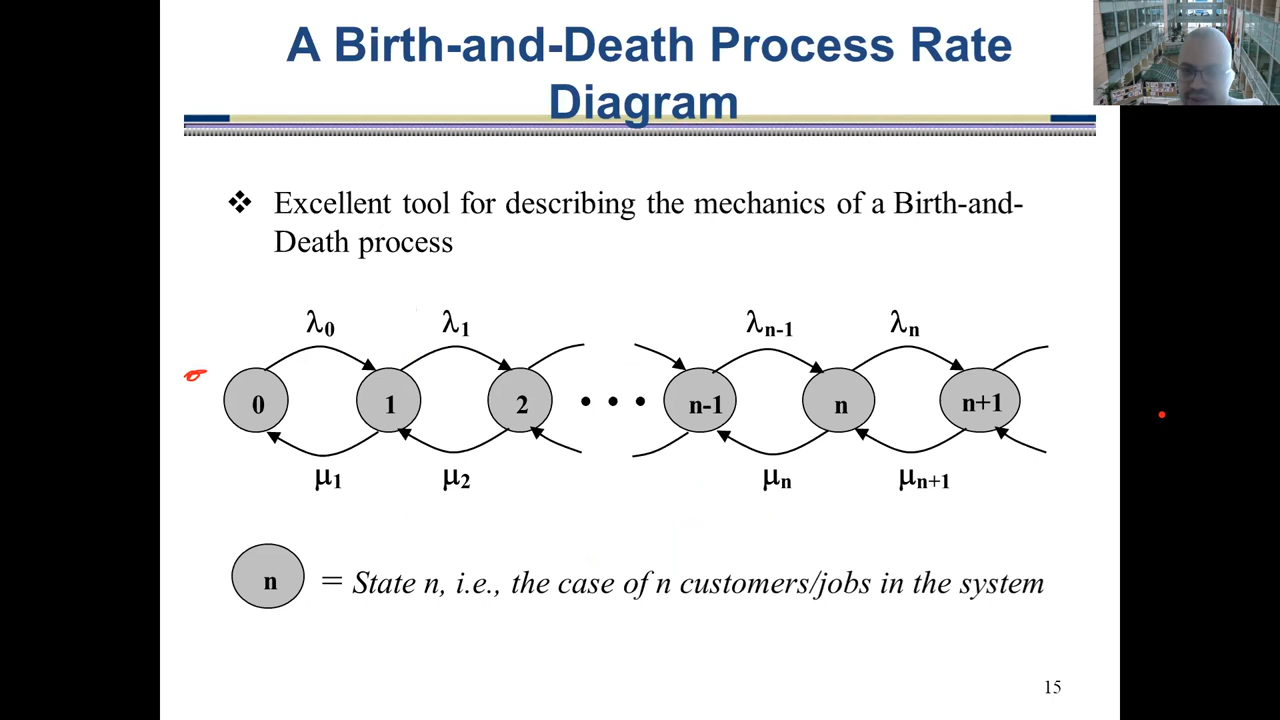 A Birth-and-Death Process Rate
Diagram
❖ Excellent tool for describing the mechanics of a Birth-and-
Death process
λ0 λ1 λn-1 λn
0 1 2 • • • n-1 n n+1
μ1 μ2 μn μn+1
n = State n, i.e., the case of n customers/jobs in the system
15